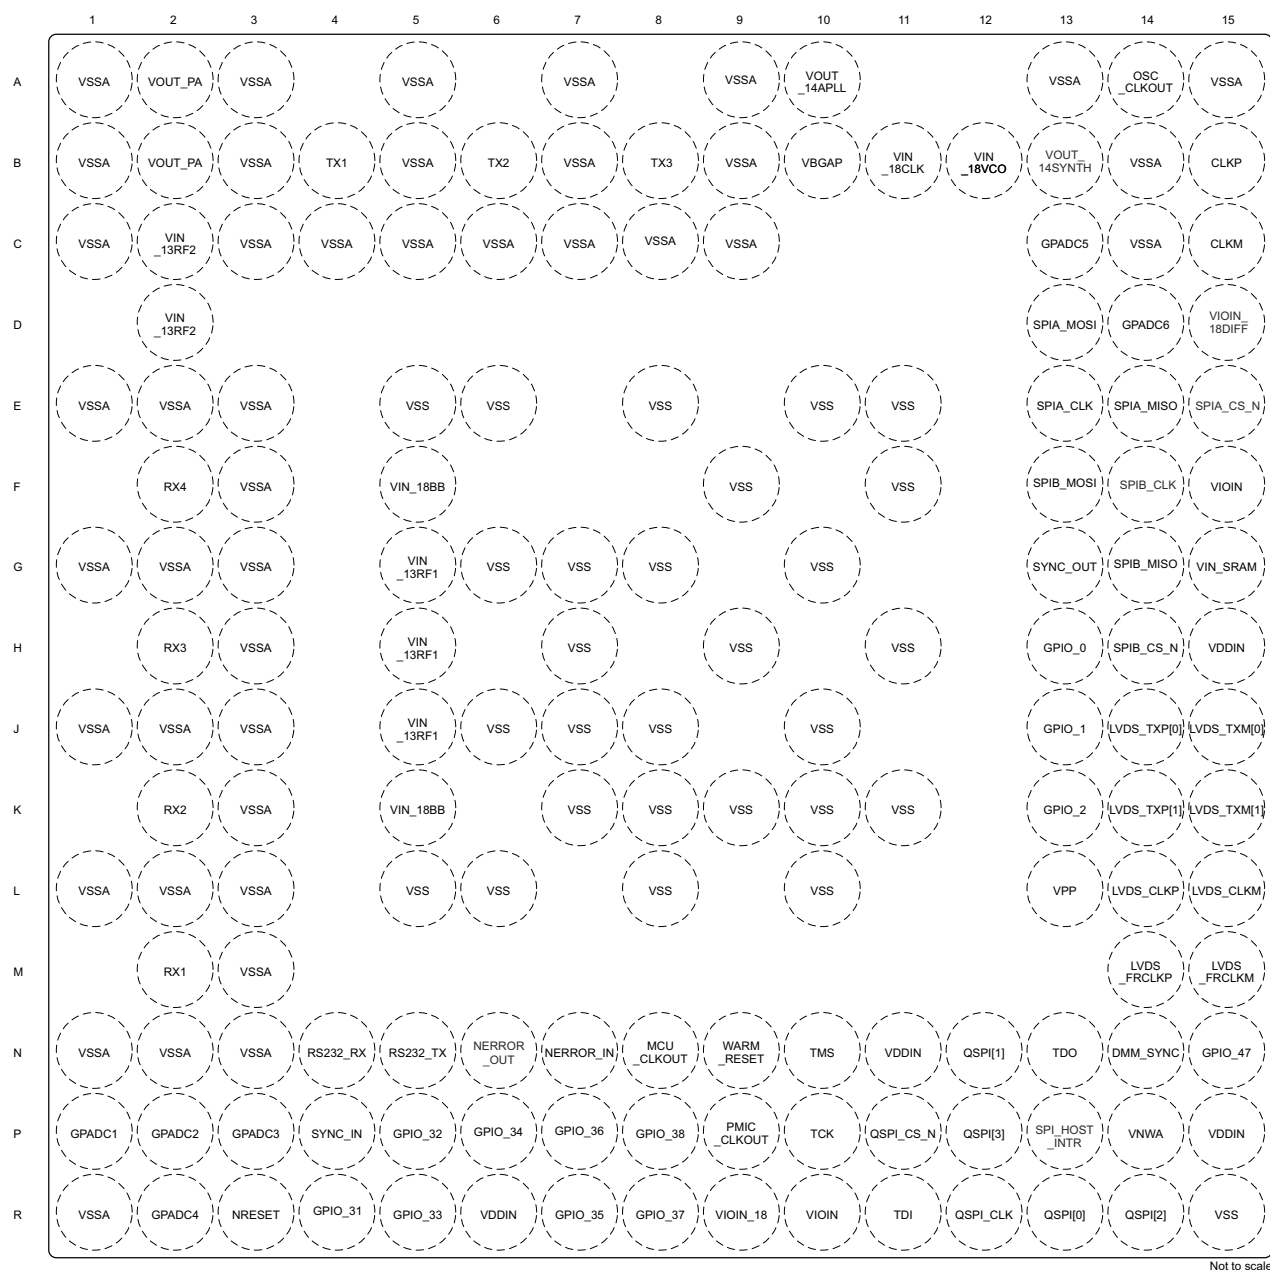 1 2 3 4 5 6 7 8 9 10 11 12 13 14 15
A VSSA VOUT_PA VSSA VSSA VSSA VSSA VOUT _14APLL VSSA OSC _CLKOUT VSSA
B VSSA VOUT_PA VSSA TX1 VSSA TX2 VSSA TX3 VSSA VBGAP VIN _18CLK VIN _18VCO VOUT_ 14SYNTH VSSA CLKP
C VSSA VIN _13RF2 VSSA VSSA VSSA VSSA VSSA VSSA VSSA GPADC5 VSSA CLKM
D VIN _13RF2 SPIA_MOSI GPADC6 VIOIN_ 18DIFF
E VSSA VSSA VSSA VSS VSS VSS VSS VSS SPIA_CLK SPIA_MISO SPIA_CS_N
F RX4 VSSA VIN_18BB VSS VSS SPIB_MOSI SPIB_CLK VIOIN
G VSSA VSSA VSSA VIN _13RF1 VSS VSS VSS VSS SYNC_OUT SPIB_MISO VIN_SRAM
H RX3 VSSA VIN _13RF1 VSS VSS VSS GPIO_0 SPIB_CS_N VDDIN
J VSSA VSSA VSSA VIN _13RF1 VSS VSS VSS VSS GPIO_1 LVDS_TXP[0] LVDS_TXM[0]
K RX2 VSSA VIN_18BB VSS VSS VSS VSS VSS GPIO_2 LVDS_TXP[1] LVDS_TXM[1]
L VSSA VSSA VSSA VSS VSS VSS VSS VPP LVDS_CLKP LVDS_CLKM
M RX1 VSSA LVDS _FRCLKP LVDS _FRCLKM
N VSSA VSSA VSSA RS232_RX RS232_TX NERROR _OUT NERROR_IN MCU _CLKOUT WARM _RESET TMS VDDIN QSPI[1] TDO DMM_SYNC GPIO_47
P GPADC1 GPADC2 GPADC3 SYNC_IN GPIO_32 GPIO_34 GPIO_36 GPIO_38 PMIC _CLKOUT TCK QSPI_CS_N QSPI[3] SPI_HOST _INTR VNWA VDDIN
R VSSA GPADC4 NRESET GPIO_31 GPIO_33 VDDIN GPIO_35 GPIO_37 VIOIN_18 VIOIN TDI QSPI_CLK QSPI[0] QSPI[2] VSS
Not to scale